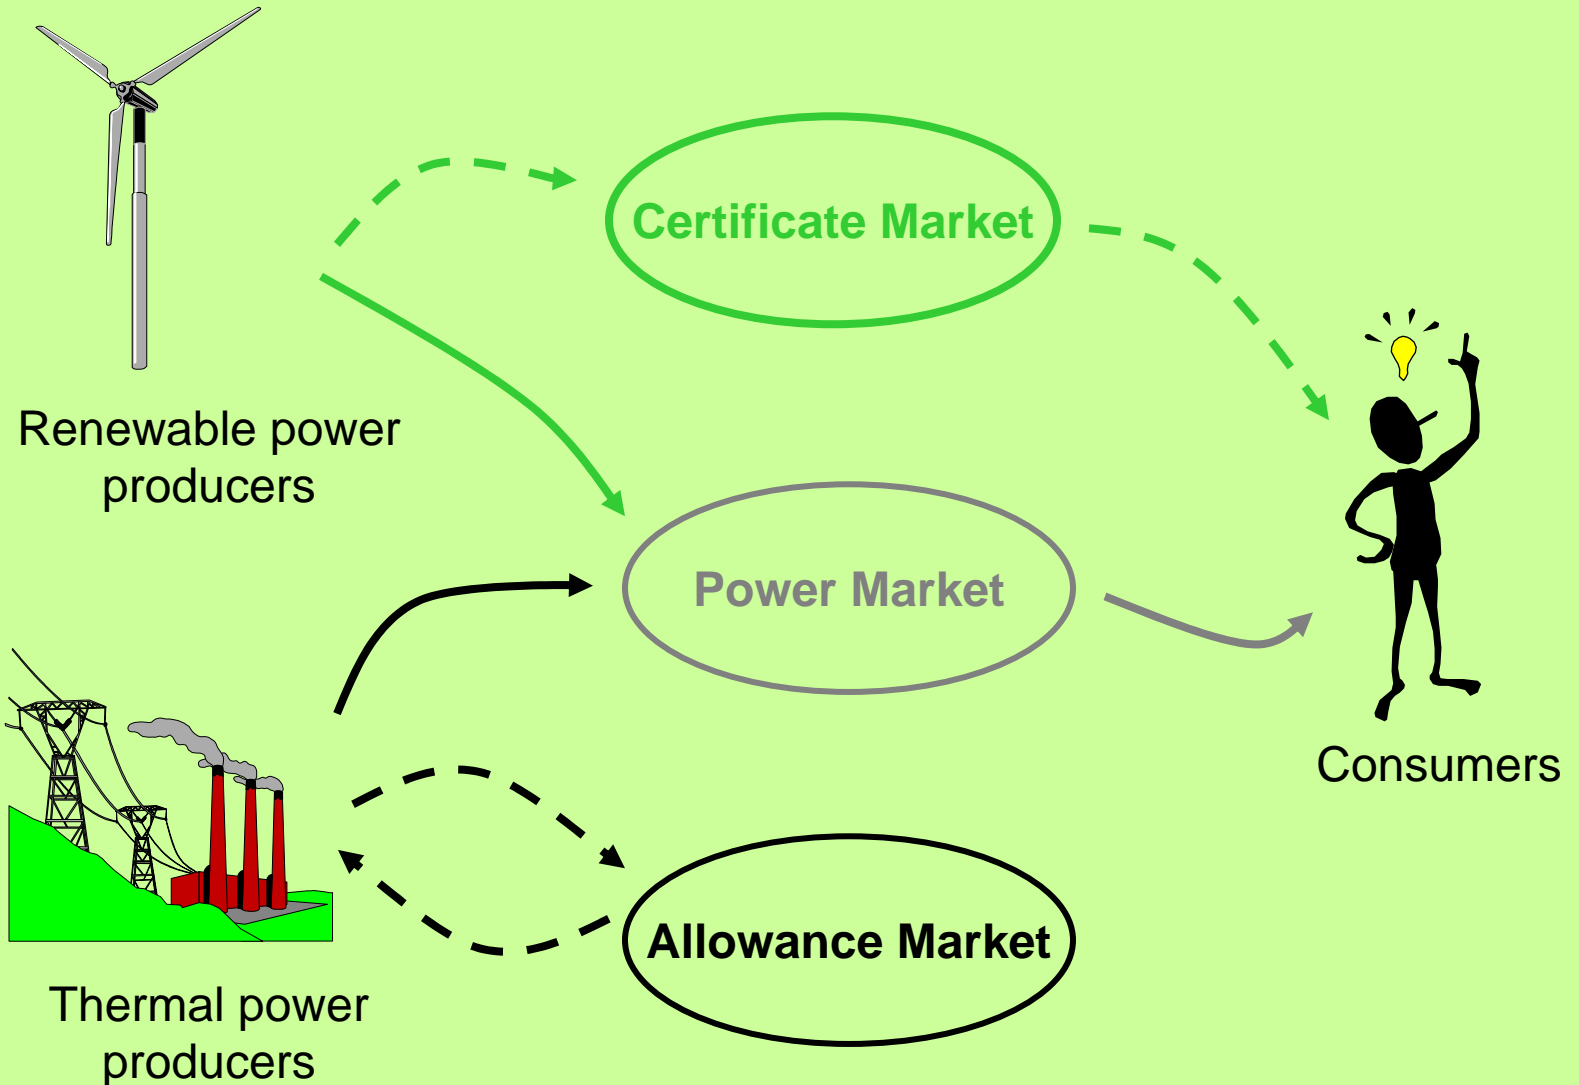 Certificate Market
Renewable power
producers
Power Market
Consumers
Allowance Market
Thermal power
producers